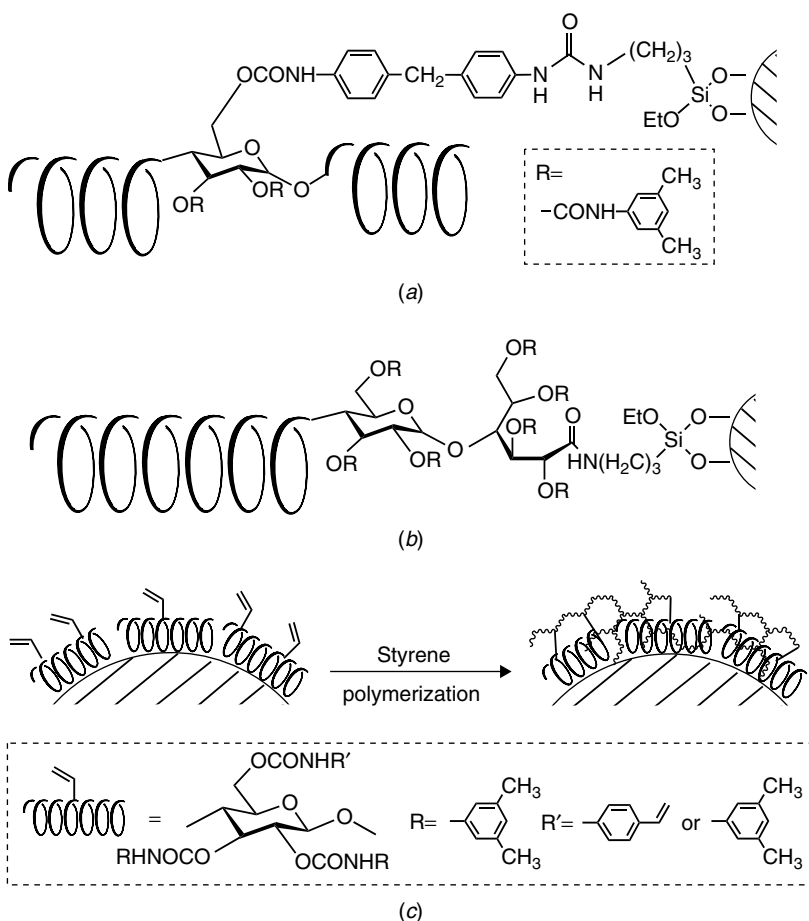 OCONH CH₂ N H O N H (CH₂)₃
Si O
EtO O
O
OR OR O
R=
–CONH CH₃
CH₃
(a)
OR
OR OR
O O EtO O
OR Si
OR OR O HN(H₂C)₃ O
OR
(b)
Styrene
polymerization
OCONHR′
= O O R= CH₃ CH₃ R′= or CH₃ CH₃
RHNOCO OCONHR
(c)